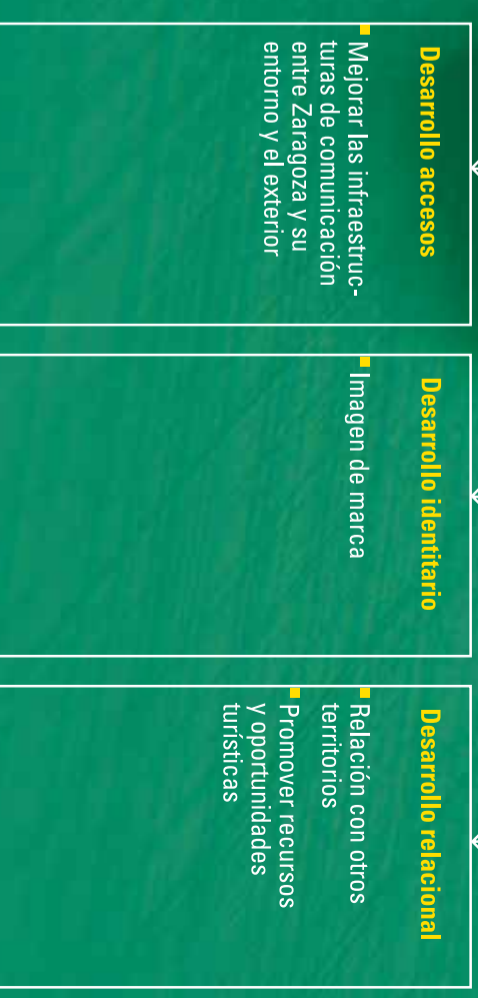 Desarrollo accesos
Mejorar las infraestruc-
turas de comunicación
entre Zaragoza y su
entorno y el exterior
Desarrollo identitario
Imagen de marca
Desarrollo relacional
Relación con otros
territorios
Promover recursos
y oportunidades
turísticas